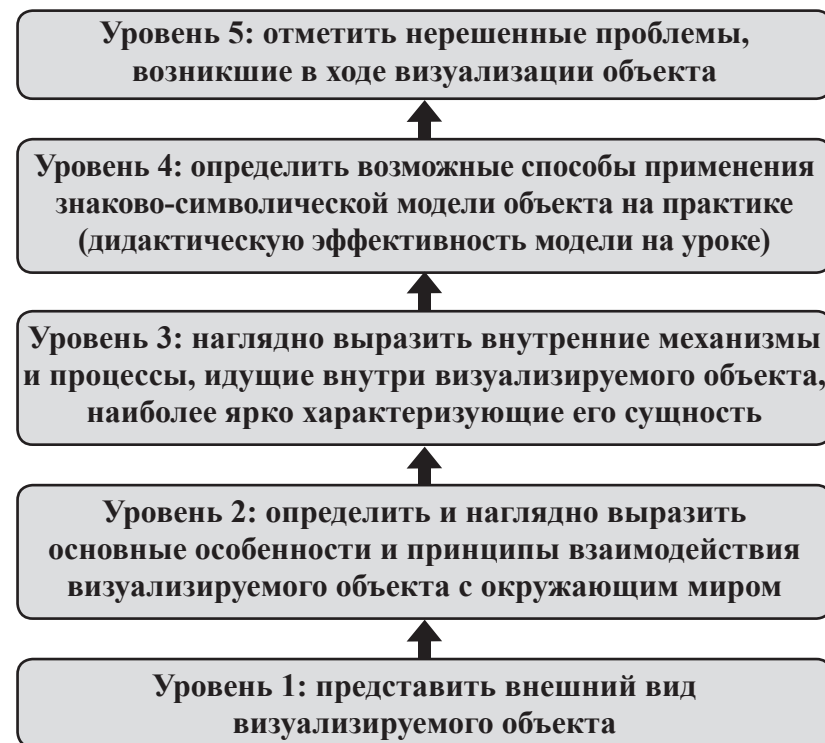 Уровень 5: отметить нерешенные проблемы,
возникшие в ходе визуализации объекта
Уровень 4: определить возможные способы применения
знаково-символической модели объекта на практике
(дидактическую эффективность модели на уроке)
Уровень 3: наглядно выразить внутренние механизмы
и процессы, идущие внутри визуализируемого объекта,
наиболее ярко характеризующие его сущность
Уровень 2: определить и наглядно выразить
основные особенности и принципы взаимодействия
визуализируемого объекта с окружающим миром
Уровень 1: представить внешний вид
визуализируемого объекта